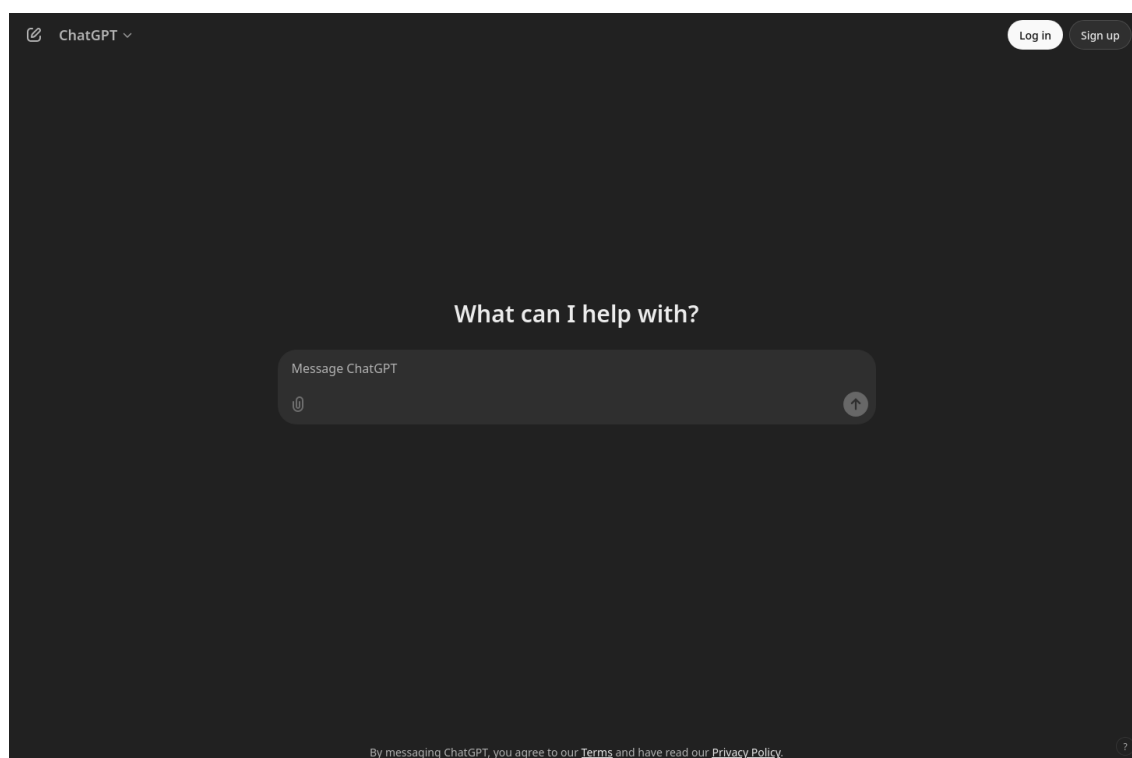 ChatGPT
Log in
Sign up
What can I help with?
Message ChatGPT
By messaging ChatGPT, you agree to our Terms and have read our Privacy Policy.
?